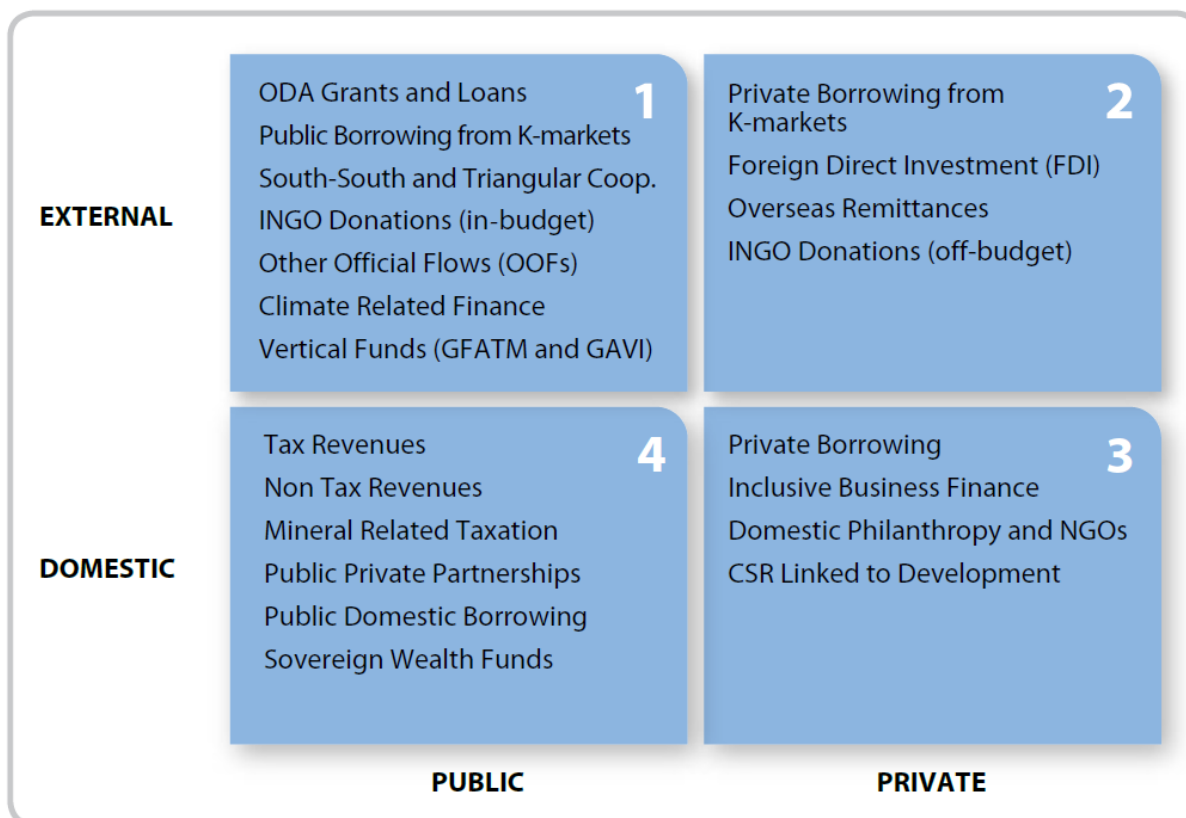 EXTERNAL
ODA Grants and Loans
Public Borrowing from K-markets
South-South and Triangular Coop.
INGO Donations (in-budget)
Other Official Flows (OOFs)
Climate Related Finance
Vertical Funds (GFATM and GAVI)
1
Private Borrowing from
K-markets
Foreign Direct Investment (FDI)
Overseas Remittances
INGO Donations (off-budget)
2
DOMESTIC
Tax Revenues
Non Tax Revenues
Mineral Related Taxation
Public Private Partnerships
Public Domestic Borrowing
Sovereign Wealth Funds
4
Private Borrowing
Inclusive Business Finance
Domestic Philanthropy and NGOs
CSR Linked to Development
3
PUBLIC
PRIVATE